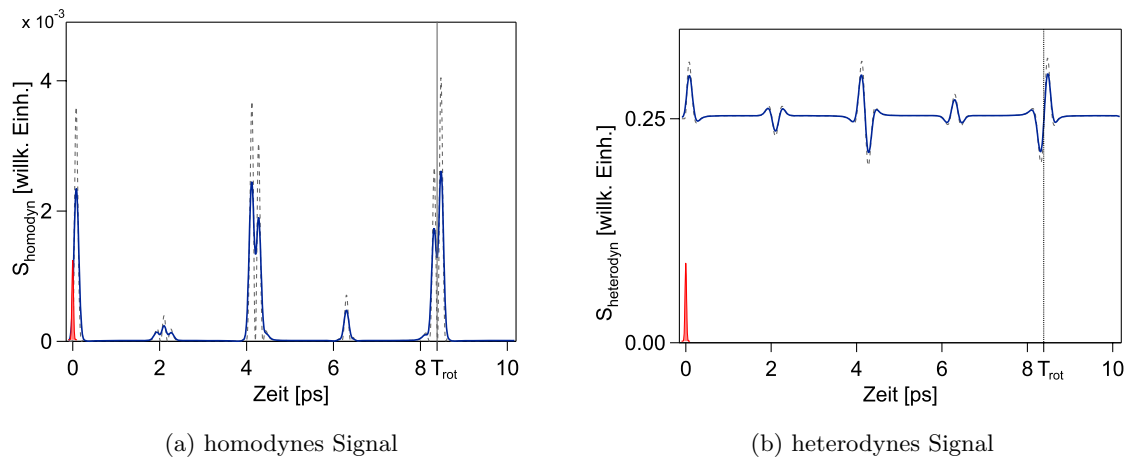 x 10⁻³
4
2
0
S_homodyn [willk. Einh.]
0 2 4 6 8 T_rot 10
Zeit [ps]
(a) homodynes Signal
0.25
0.00
S_heterodyn [willk. Einh.]
0 2 4 6 8 T_rot 10
Zeit [ps]
(b) heterodynes Signal